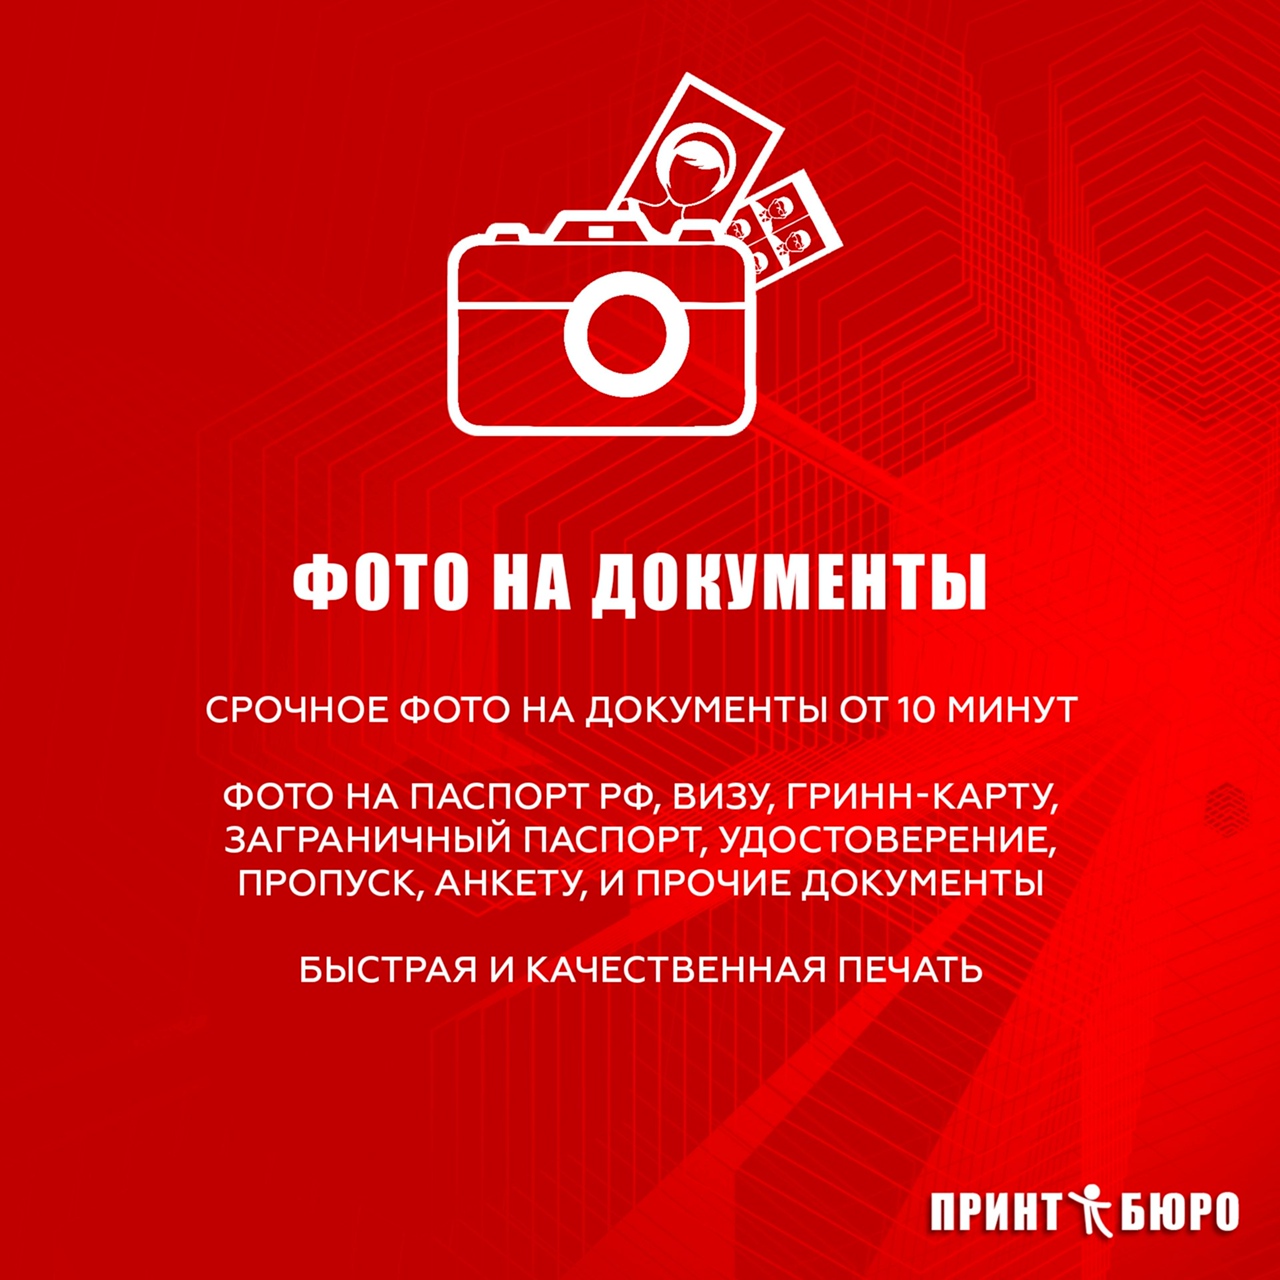 ФОТО НА ДОКУМЕНТЫ
СРОЧНОЕ ФОТО НА ДОКУМЕНТЫ ОТ 10 МИНУТ
ФОТО НА ПАСПОРТ РФ, ВИЗУ, ГРИНН-КАРТУ,
ЗАГРАНИЧНЫЙ ПАСПОРТ, УДОСТОВЕРЕНИЕ,
ПРОПУСК, АНКЕТУ, И ПРОЧИЕ ДОКУМЕНТЫ
БЫСТРАЯ И КАЧЕСТВЕННАЯ ПЕЧАТЬ
ПРИНТ БЮРО